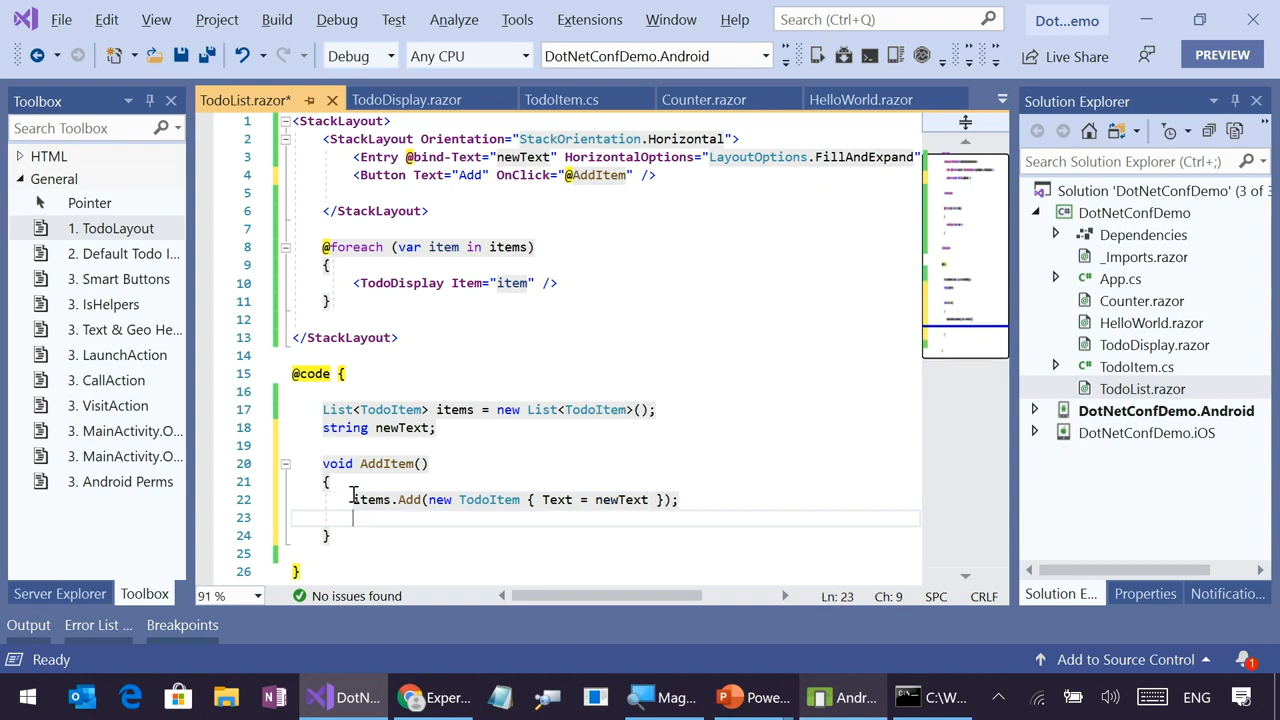 File Edit View Project Build Debug Test Analyze Tools Extensions Window Help Search (Ctrl+Q) Dot...emo
Debug Any CPU DotNetConfDemo.Android Live Share PREVIEW
Toolbox
Search Toolbox
HTML
General
Pointer
1. TodoLayout
2. Default Todo I...
3. Smart Buttons
3. IsHelpers
3. Text & Geo He...
3. LaunchAction
3. CallAction
3. VisitAction
3. MainActivity.O...
3. MainActivity.O...
3. Android Perms
Server Explorer Toolbox
TodoList.razor* TodoDisplay.razor TodoItem.cs Counter.razor HelloWorld.razor
1 <StackLayout>
2 <StackLayout Orientation="StackOrientation.Horizontal">
3 <Entry @bind-Text="newText" HorizontalOptions="LayoutOptions.FillAndExpand"
4 <Button Text="Add" OnClick="@AddItem" />
5
6 </StackLayout>
7
8 @foreach (var item in items)
9 {
10 <TodoDisplay Item="item" />
11 }
12
13 </StackLayout>
14
15 @code {
16
17 List<TodoItem> items = new List<TodoItem>();
18 string newText;
19
20 void AddItem()
21 {
22 items.Add(new TodoItem { Text = newText });
23
24 }
25
26 }
91 % No issues found Ln: 23 Ch: 9 SPC CRLF
Solution Explorer
Search Solution Explorer (Ctrl+;)
Solution 'DotNetConfDemo' (3 of 3
DotNetConfDemo
Dependencies
_Imports.razor
App.cs
Counter.razor
HelloWorld.razor
TodoDisplay.razor
TodoItem.cs
TodoList.razor
DotNetConfDemo.Android
DotNetConfDemo.iOS
Solution E... Properties Notificatio...
Output Error List ... Breakpoints
Ready Add to Source Control 1
DotN... Exper... Mag... Powe... Andr... C:\W... ENG